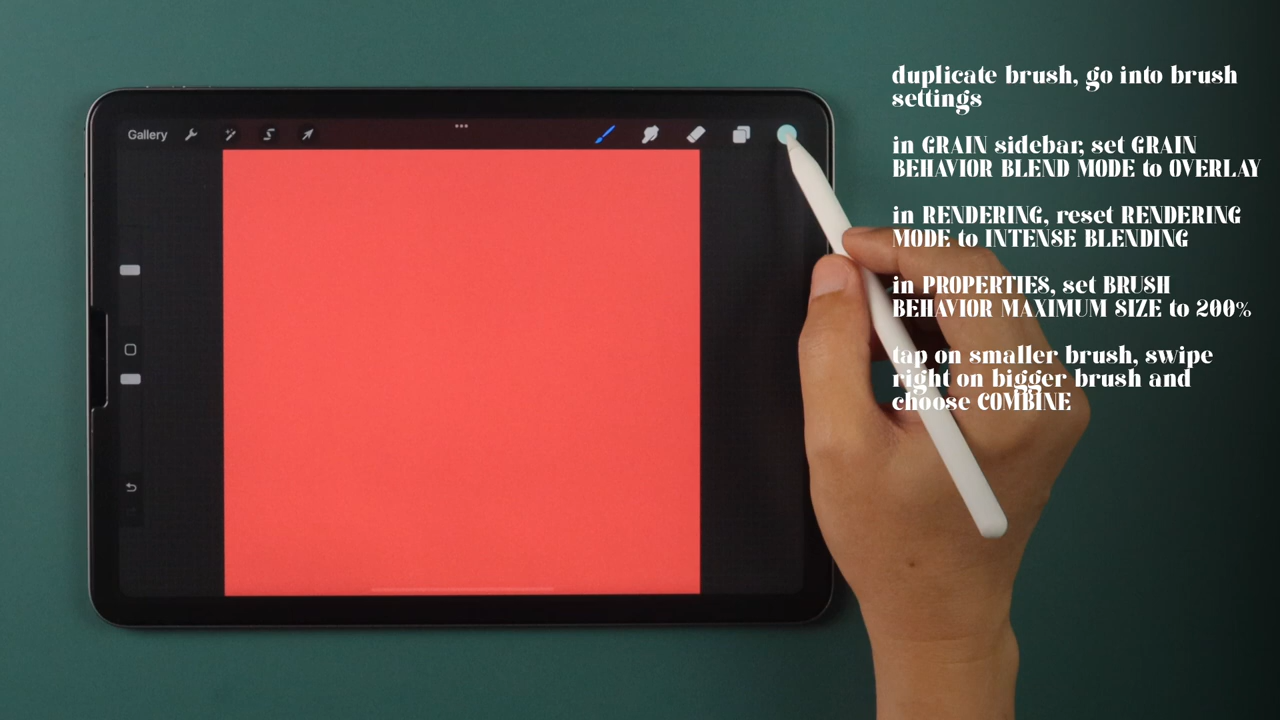 Gallery
duplicate brush, go into brush
settings
in GRAIN sidebar, set GRAIN
BEHAVIOR BLEND MODE to OVERLAY
in RENDERING, reset RENDERING
MODE to INTENSE BLENDING
in PROPERTIES, set BRUSH
BEHAVIOR MAXIMUM SIZE to 200%
tap on smaller brush, swipe
right on bigger brush and
choose COMBINE